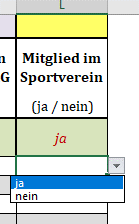 L
G
Mitglied im
Sportverein
(ja / nein)
ja
ja
nein